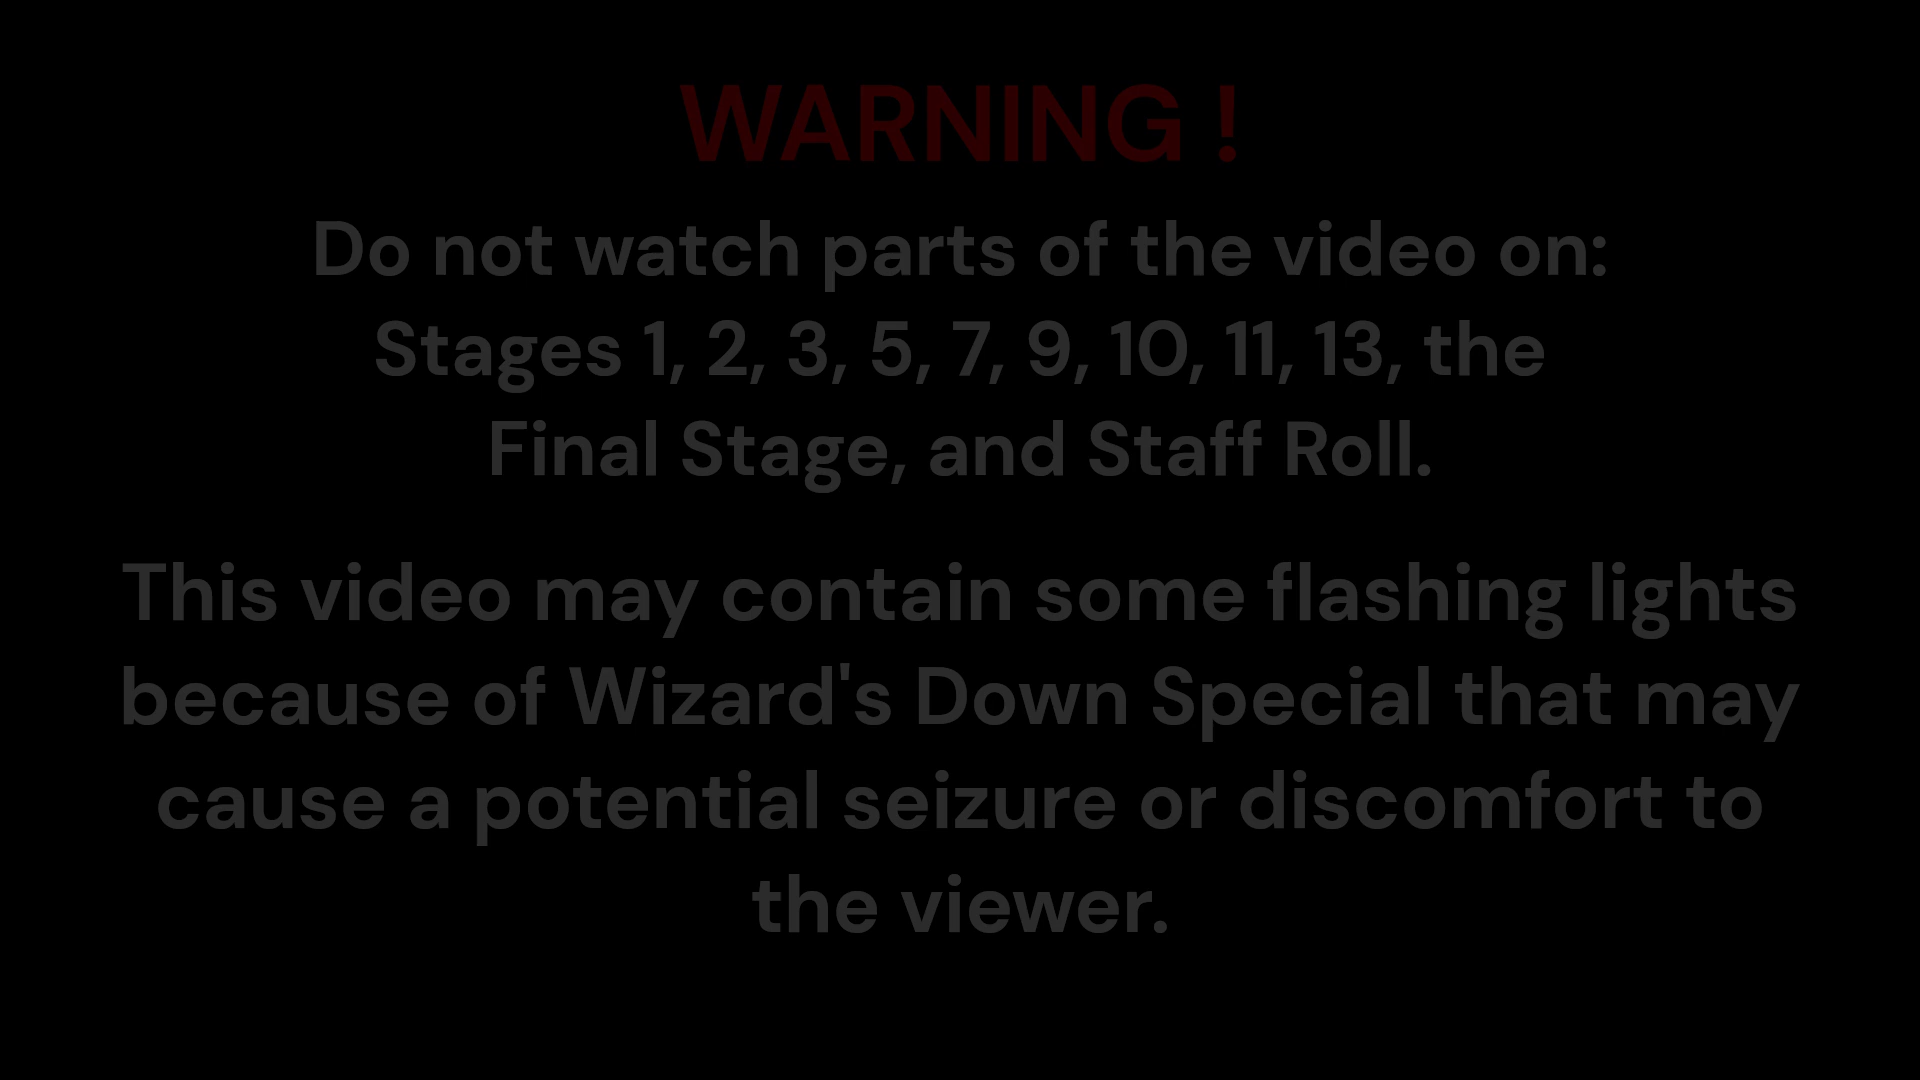 WARNING !
Do not watch parts of the video on:
Stages 1, 2, 3, 5, 7, 9, 10, 11, 13, the
Final Stage, and Staff Roll.
This video may contain some flashing lights
because of Wizard's Down Special that may
cause a potential seizure or discomfort to
the viewer.